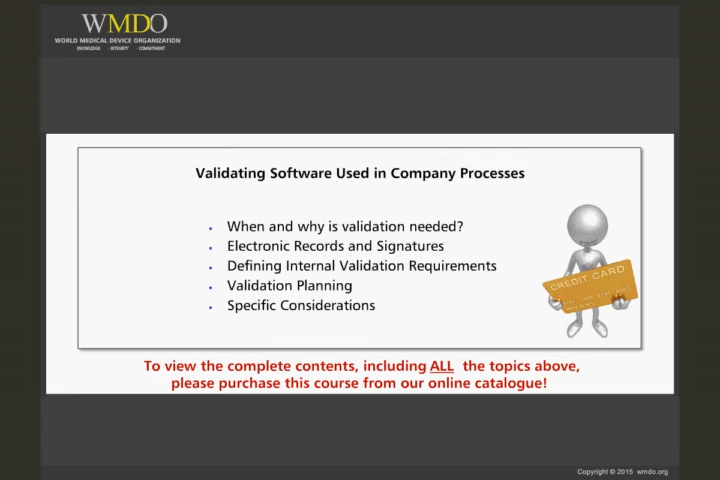 WMDO
WORLD MEDICAL DEVICE ORGANIZATION
KNOWLEDGE · INTEGRITY · COMMITMENT
Validating Software Used in Company Processes
▪ When and why is validation needed?
▪ Electronic Records and Signatures
▪ Defining Internal Validation Requirements
▪ Validation Planning
▪ Specific Considerations
CREDIT CARD
To view the complete contents, including ALL the topics above,
please purchase this course from our online catalogue!
Copyright © 2015 wmdo.org